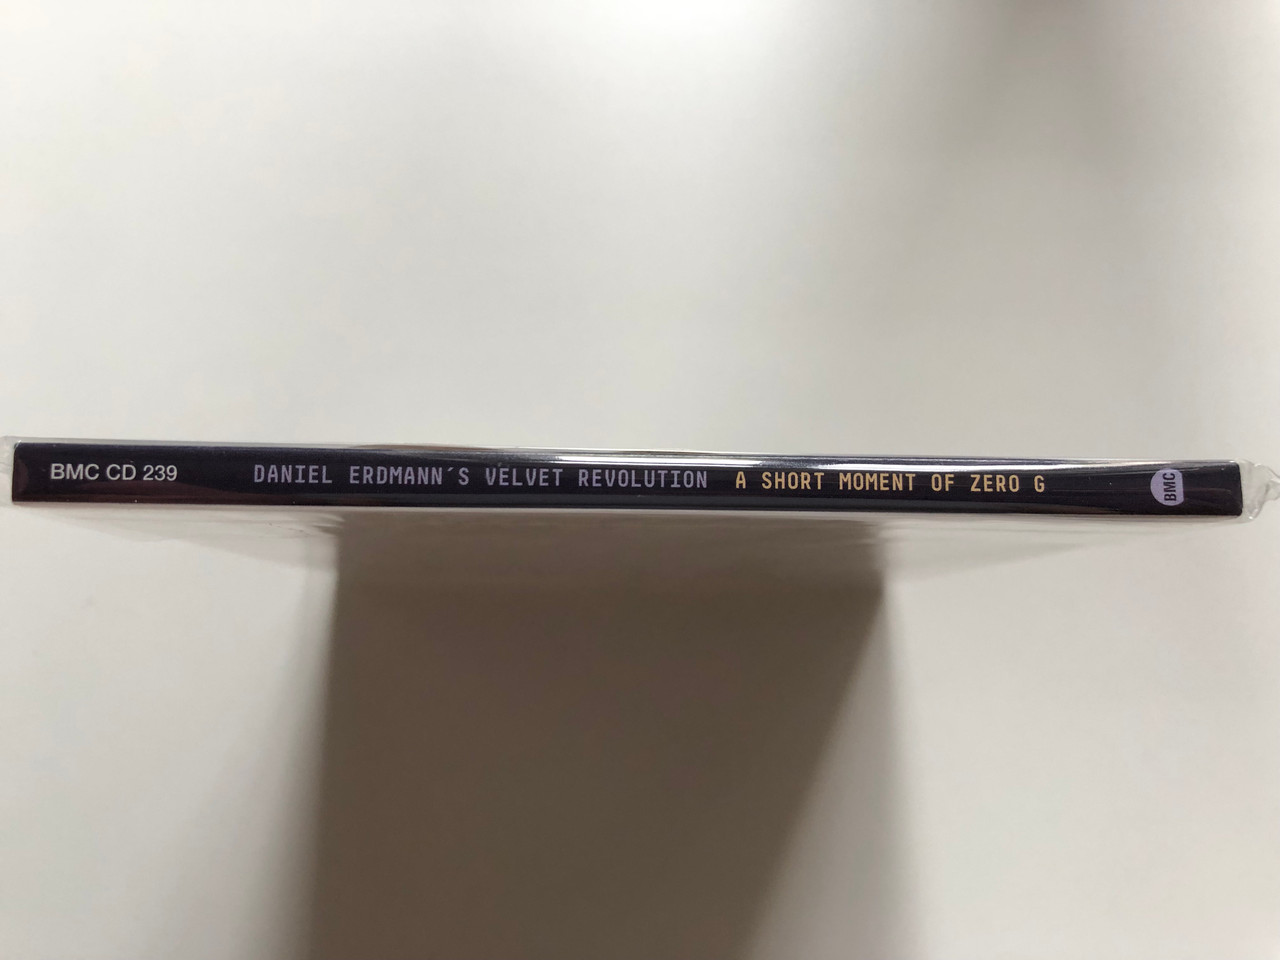 BMC CD 239 DANIEL ERDMANN´S VELVET REVOLUTION A SHORT MOMENT OF ZERO G BMC